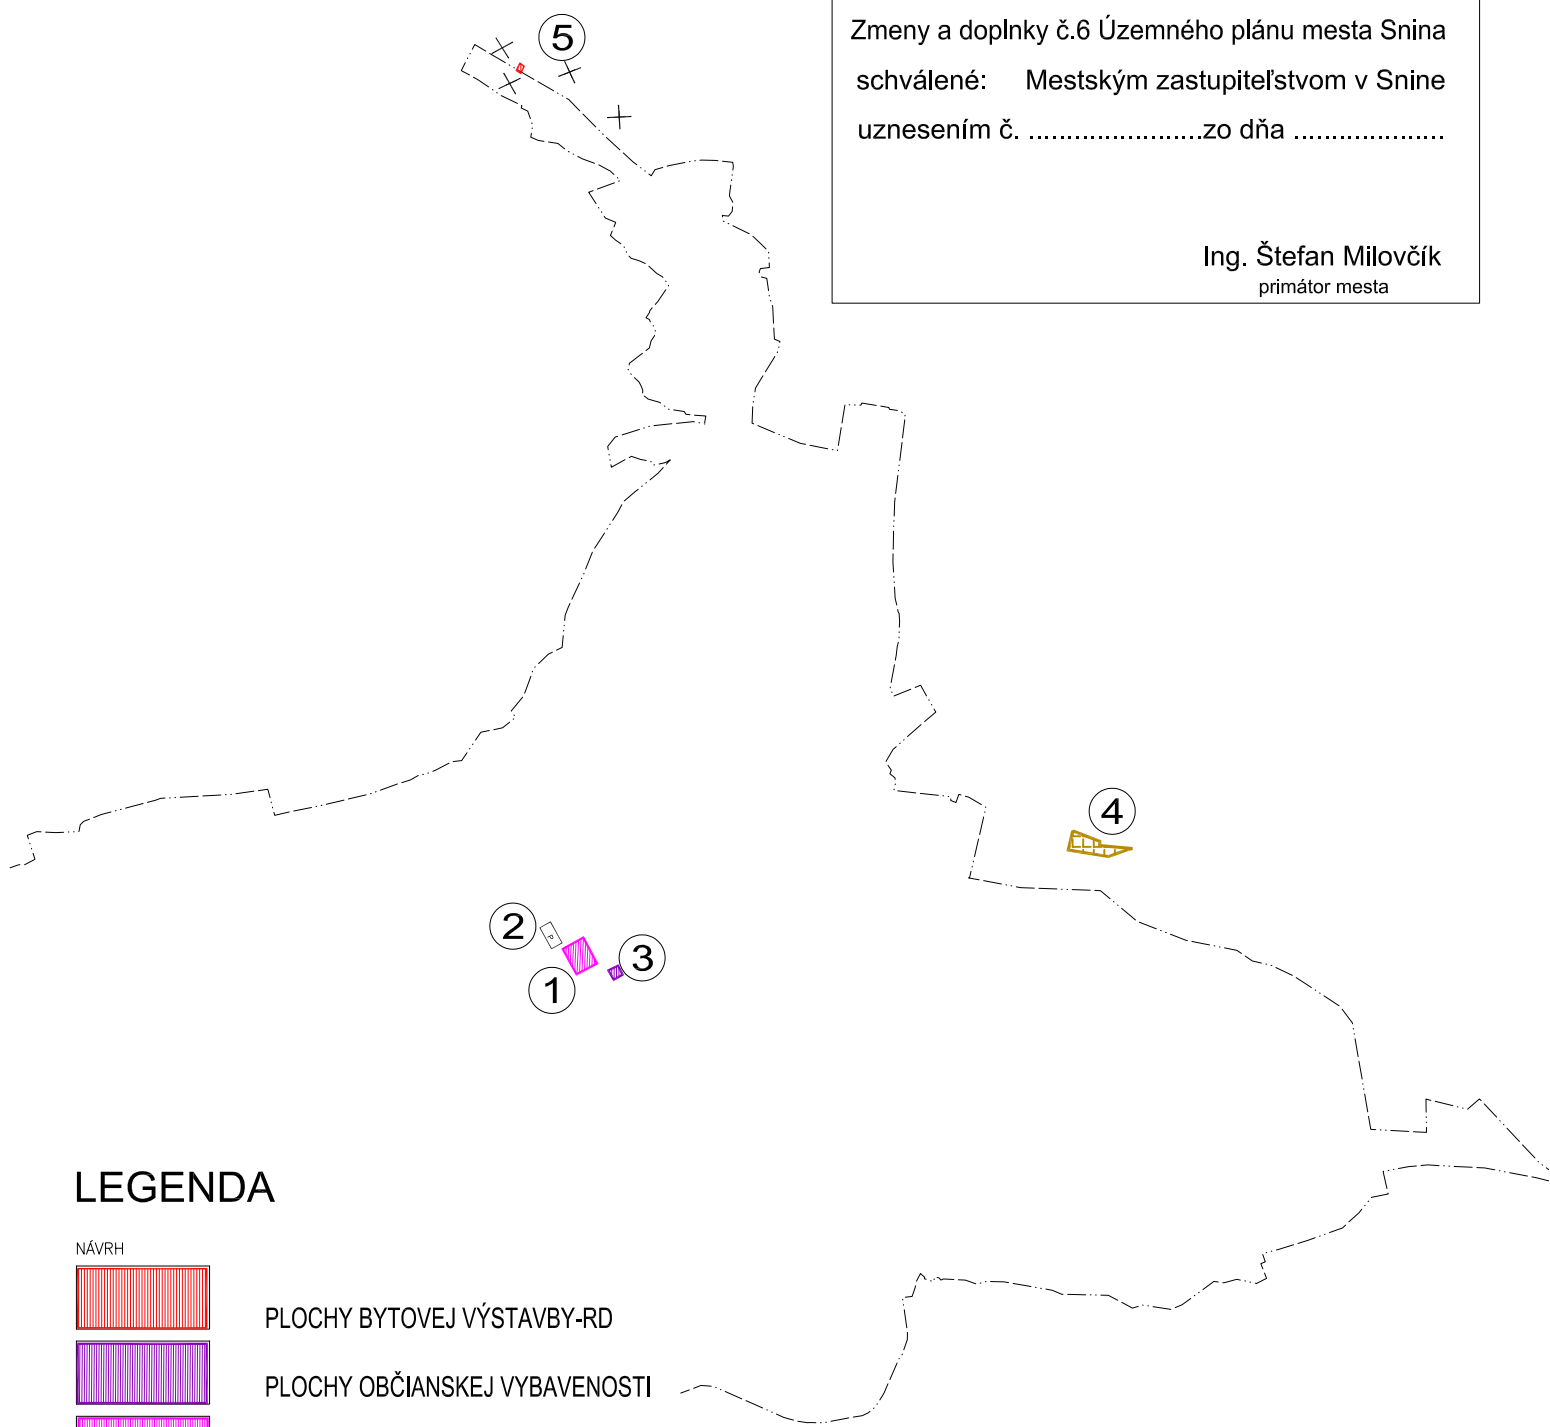 Zmeny a doplnky č.6 Územného plánu mesta Snina
schválené: Mestským zastupiteľstvom v Snine
uznesením č. .......................zo dňa ....................
Ing. Štefan Milovčík
primátor mesta
5
4
2
P
3
1
LEGENDA
NÁVRH
PLOCHY BYTOVEJ VÝSTAVBY-RD
PLOCHY OBČIANSKEJ VYBAVENOSTI